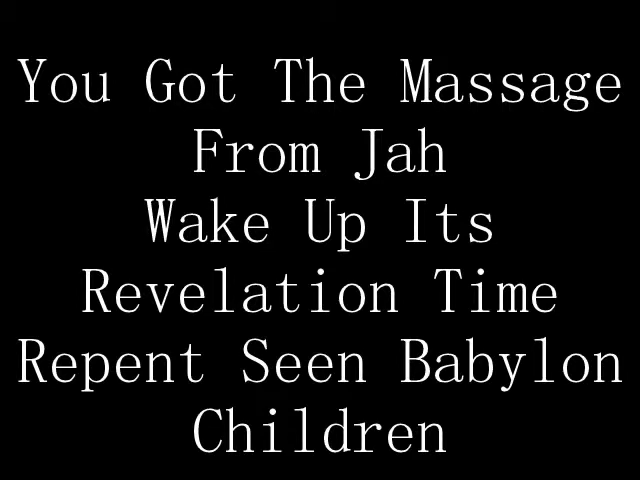 You Got The Massage
From Jah
Wake Up Its
Revelation Time
Repent Seen Babylon
Children